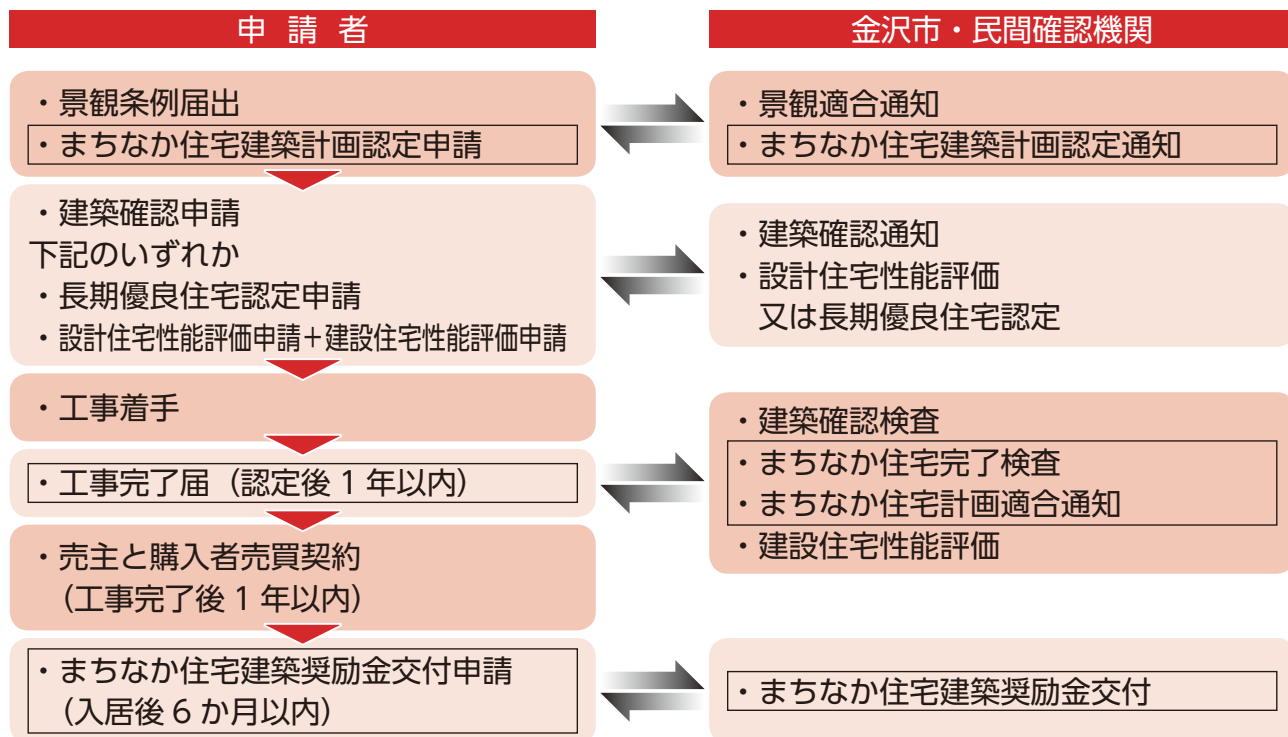 申請者
金沢市・民間確認機関
・景観条例届出
・まちなか住宅建築計画認定申請
・景観適合通知
・まちなか住宅建築計画認定通知
・建築確認申請
下記のいずれか
・長期優良住宅認定申請
・設計住宅性能評価申請＋建設住宅性能評価申請
・建築確認通知
・設計住宅性能評価
又は長期優良住宅認定
・工事着手
・工事完了届（認定後 1 年以内）
・建築確認検査
・まちなか住宅完了検査
・まちなか住宅計画適合通知
・建設住宅性能評価
・売主と購入者売買契約
（工事完了後 1 年以内）
・まちなか住宅建築奨励金交付申請
（入居後 6 か月以内）
・まちなか住宅建築奨励金交付